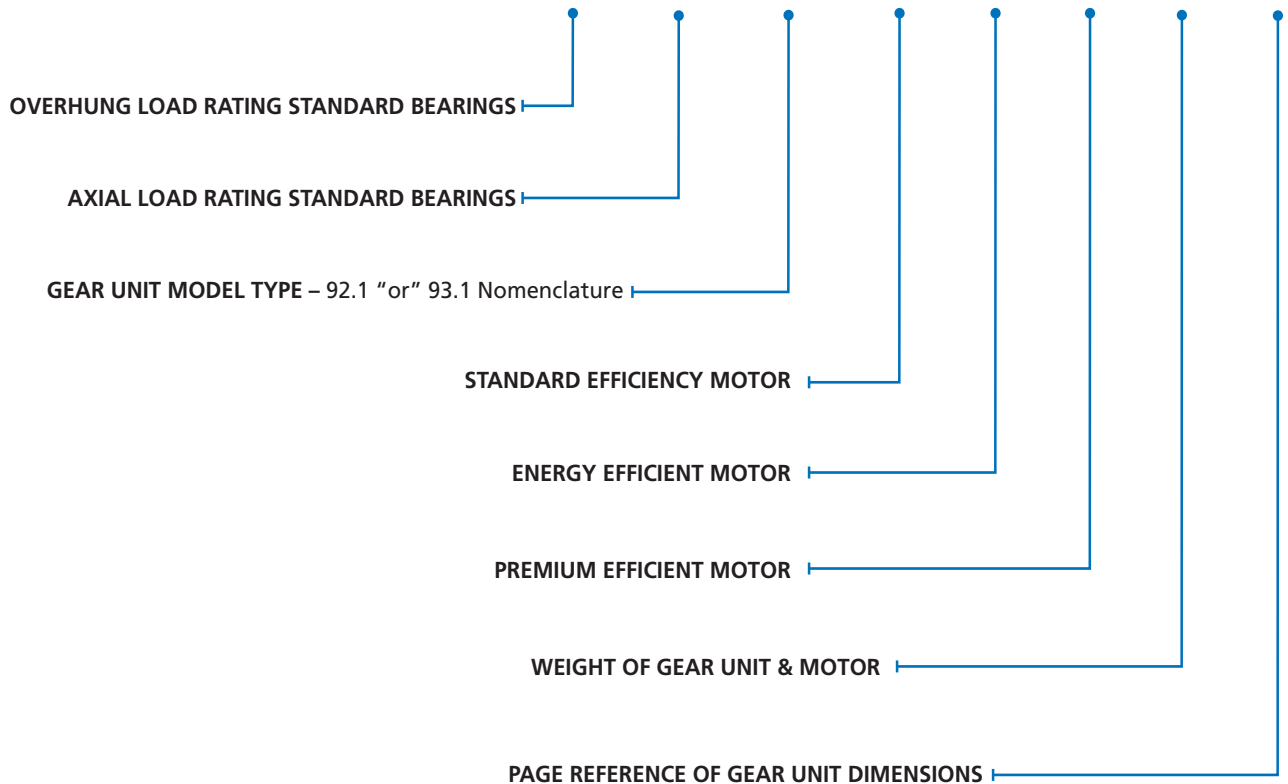 OVERHUNG LOAD RATING STANDARD BEARINGS
AXIAL LOAD RATING STANDARD BEARINGS
GEAR UNIT MODEL TYPE – 92.1 “or” 93.1 Nomenclature
STANDARD EFFICIENCY MOTOR
ENERGY EFFICIENT MOTOR
PREMIUM EFFICIENT MOTOR
WEIGHT OF GEAR UNIT & MOTOR
PAGE REFERENCE OF GEAR UNIT DIMENSIONS